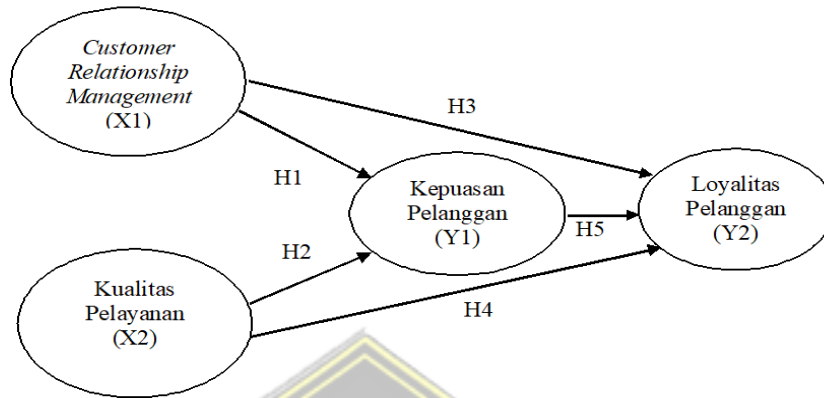 Customer
Relationship
Management
(X1)
H3
H1
Kepuasan
Pelanggan
(Y1)
Loyalitas
Pelanggan
(Y2)
H5
H2
Kualitas
Pelayanan
(X2)
H4